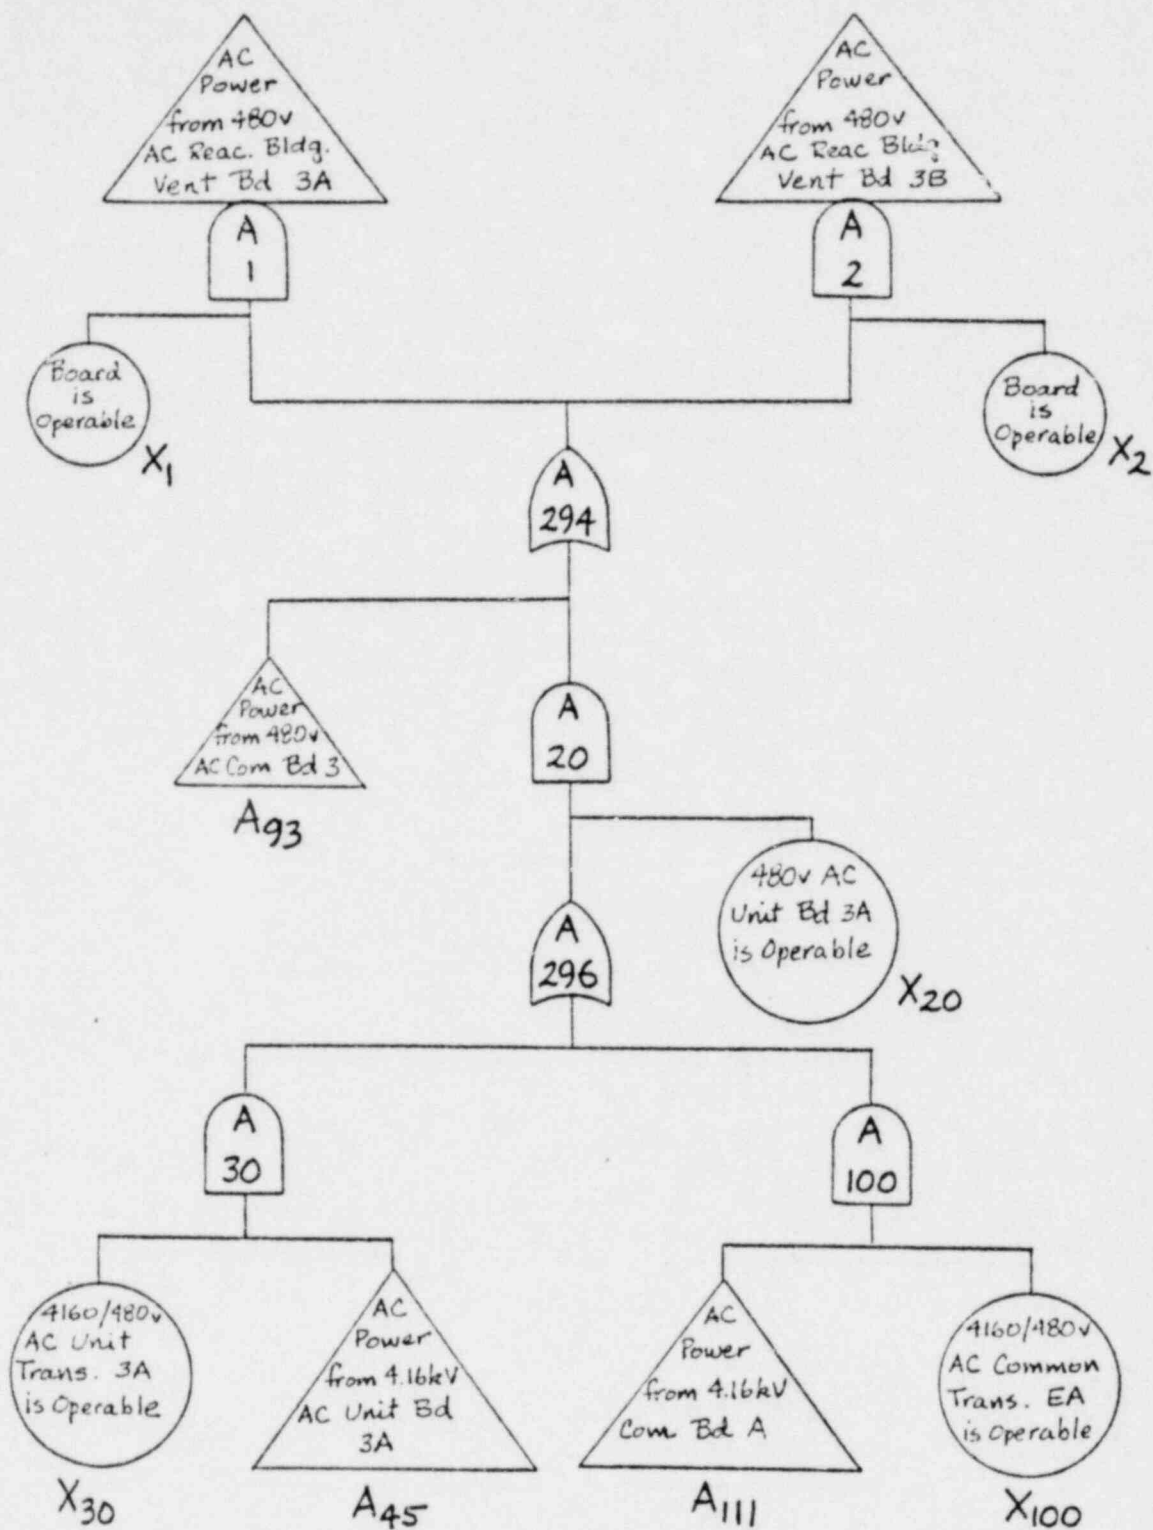 AC
Power
from 480v
AC Reac. Bldg.
Vent Bd 3A
AC
Power
from 480v
AC Reac Bldg
Vent Bd 3B
A
1
A
2
Board
is
Operable
X1
Board
is
Operable
X2
A
294
AC
Power
from 480v
AC Com Bd 3
A93
A
20
480v AC
Unit Bd 3A
is Operable
X20
A
296
A
30
A
100
4160/480v
AC Unit
Trans. 3A
is Operable
X30
AC
Power
from 4.16kV
AC Unit Bd
3A
A45
AC
Power
from 4.16kV
Com Bd A
A111
4160/480v
AC Common
Trans. EA
is Operable
X100